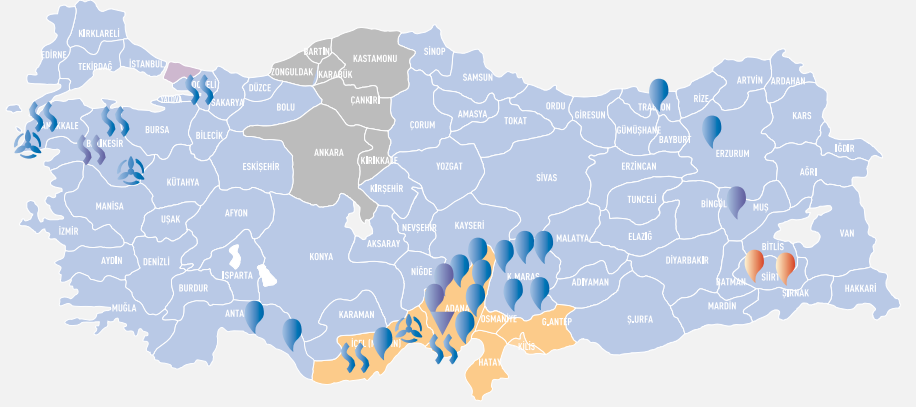 KIRKLARELİ
EDİRNE
TEKİRDAĞ
İSTANBUL
SAKARYA
DÜZCE
BOLU
ZONGULDAK
BARTIN
KARABÜK
KASTAMONU
ÇANKIRI
SİNOP
SAMSUN
ÇORUM
AMASYA
TOKAT
ORDU
GİRESUN
RİZE
ARTVİN
ARDAHAN
KARS
GÜMÜŞHANE
BAYBURT
ERZURUM
IĞDIR
AĞRI
BURSA
BİLECİK
ESKİŞEHİR
ANKARA
KIRIKKALE
YOZGAT
SİVAS
ERZİNCAN
KÜTAHYA
KIRŞEHİR
TUNCELİ
BİNGÖL
MUŞ
MANİSA
UŞAK
AFYON
NEVŞEHİR
KAYSERİ
MALATYA
ELAZIĞ
BİTLİS
VAN
İZMİR
AYDIN
DENİZLİ
KONYA
AKSARAY
NİĞDE
K.MARAŞ
ADIYAMAN
DİYARBAKIR
BATMAN
SİİRT
ŞIRNAK
HAKKARİ
İSPARTA
BURDUR
MUĞLA
ANTA
KARAMAN
ADANA
OSMANİYE
G.ANTEP
Ş.URFA
MARDİN
KİLİS
HATAY